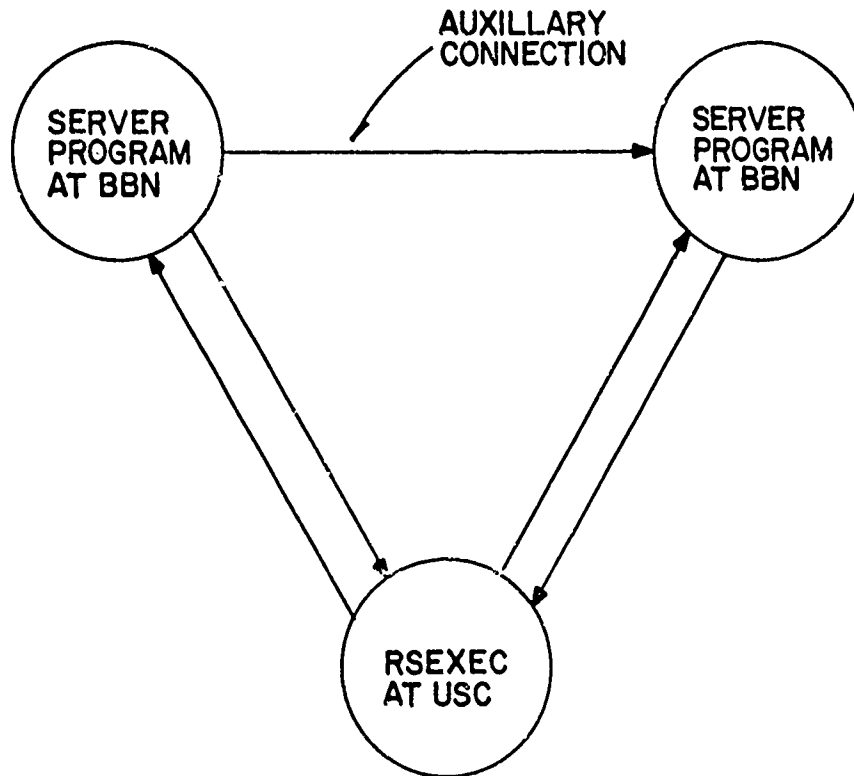 AUXILLARY
CONNECTION
SERVER
PROGRAM
AT BBN
SERVER
PROGRAM
AT BBN
RSEXEC
AT USC